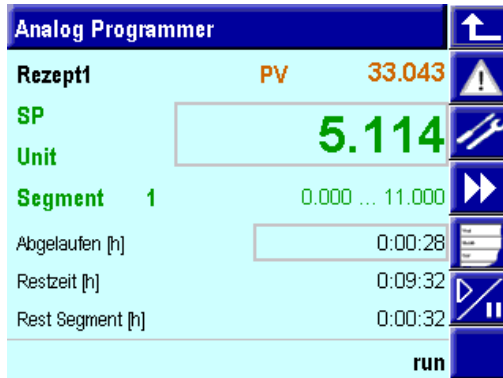 Analog Programmer
Rezept1 PV 33.043
SP 5.114
Unit
Segment 1 0.000 ... 11.000
Abgelaufen [h] 0:00:28
Restzeit [h] 0:09:32
Rest Segment [h] 0:00:32
run